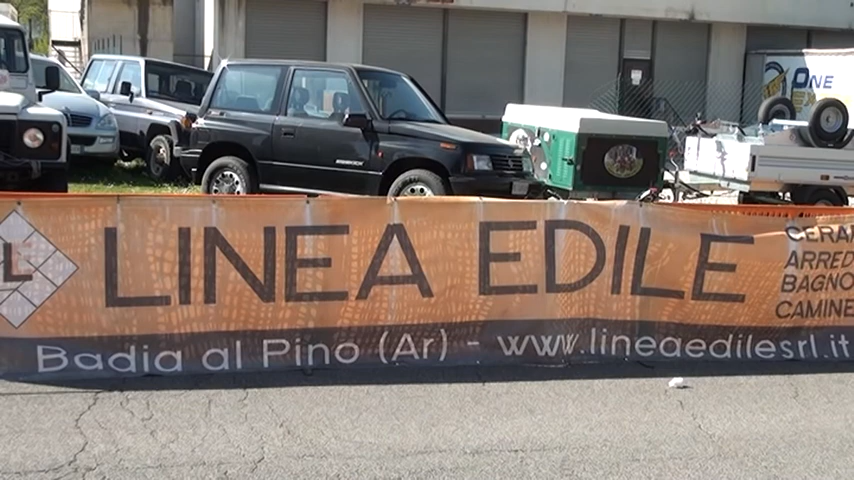 L
LINEA EDILE
CERAM
ARRED
BAGNO
CAMINE
Badia al Pino (Ar) - www.lineaedilesrl.it
ONE